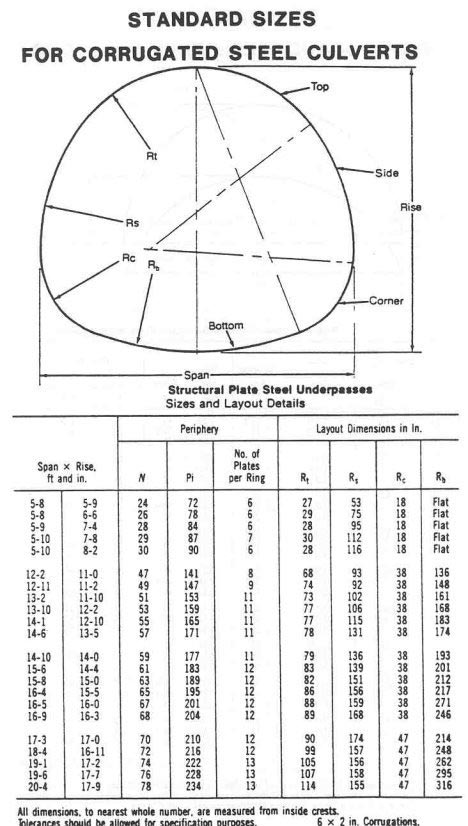 STANDARD SIZES
FOR CORRUGATED STEEL CULVERTS
Top
Rt
Side
Rise
Rs
Rc
Rb
Corner
Bottom
Span
Structural Plate Steel Underpasses
Sizes and Layout Details
Periphery Layout Dimensions in In.
Span × Rise, ft and in. N Pi No. of Plates per Ring Rt Rs Rc Rb
5-8 5-9 24 72 6 27 53 18 Flat
5-8 6-6 26 78 6 29 75 18 Flat
5-9 7-4 28 84 6 28 95 18 Flat
5-10 7-8 29 87 7 30 112 18 Flat
5-10 8-2 30 90 6 28 116 18 Flat
12-2 11-0 47 141 8 68 93 38 136
12-11 11-2 49 147 9 74 92 38 148
13-2 11-10 51 153 11 73 102 38 161
13-10 12-2 53 159 11 77 106 38 168
14-1 12-10 55 165 11 77 115 38 183
14-6 13-5 57 171 11 78 131 38 174
14-10 14-0 59 177 11 79 136 38 193
15-6 14-4 61 183 12 83 139 38 201
15-8 15-0 63 189 12 82 151 38 212
16-4 15-5 65 195 12 86 156 38 217
16-5 16-0 67 201 12 88 159 38 271
16-9 16-3 68 204 12 89 168 38 246
17-3 17-0 70 210 12 90 174 47 214
18-4 16-11 72 216 12 99 157 47 248
19-1 17-2 74 222 13 105 156 47 262
19-6 17-7 76 228 13 107 158 47 295
20-4 17-9 78 234 13 114 155 47 316
All dimensions, to nearest whole number, are measured from inside crests.
Tolerances should be allowed for specification purposes. 6 × 2 in. Corrugations.